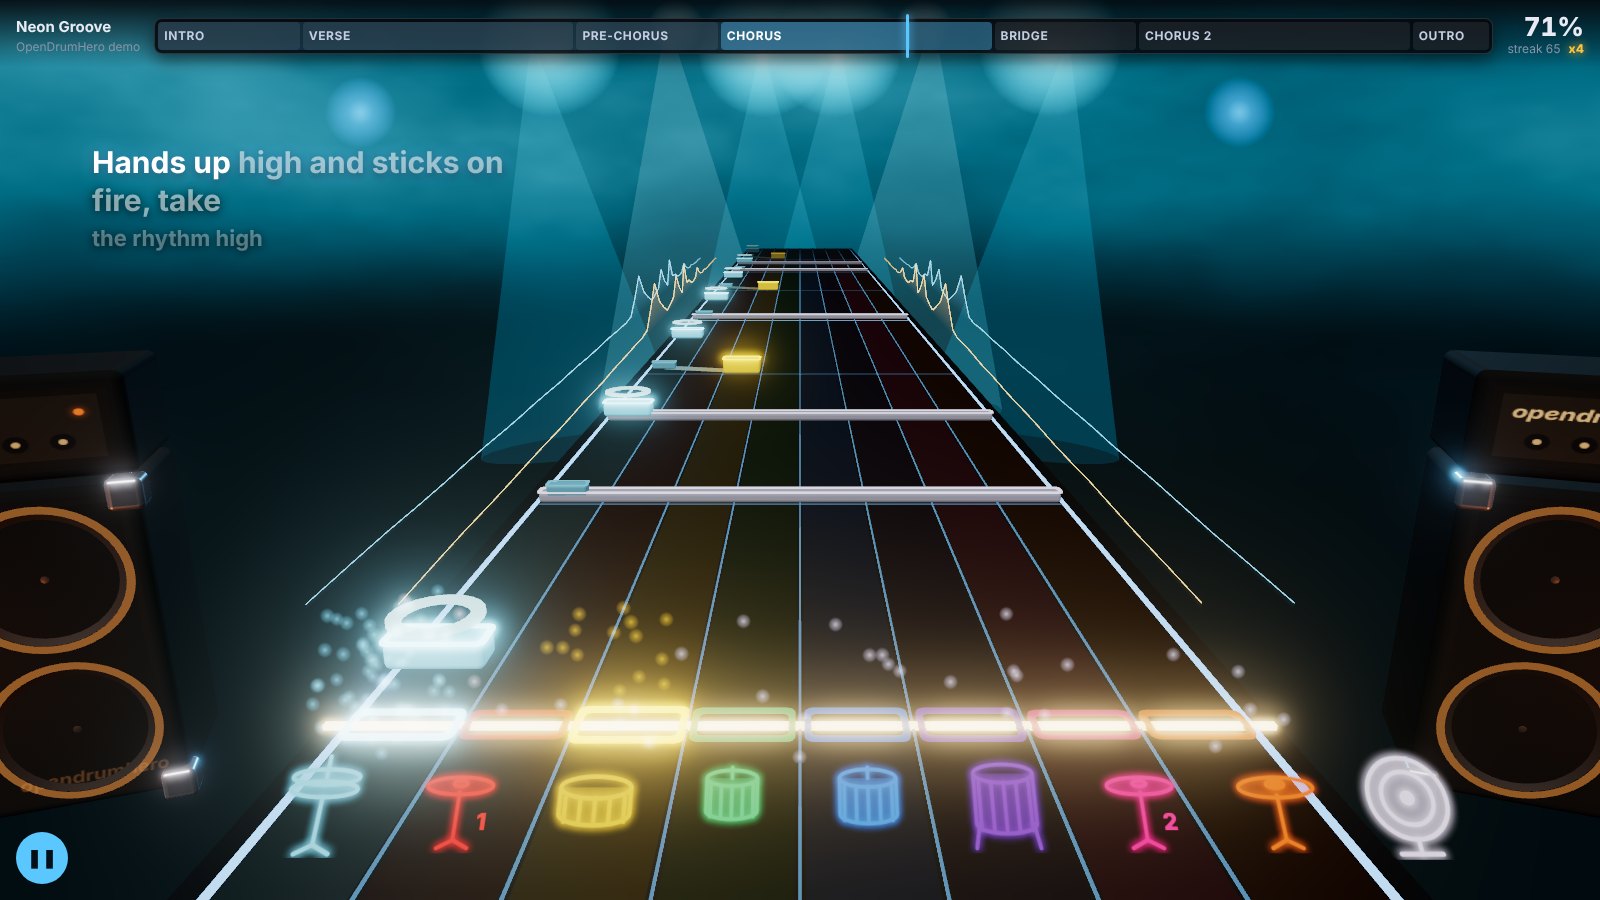 Neon Groove
OpenDrumHero demo
INTRO
VERSE
PRE-CHORUS
CHORUS
BRIDGE
CHORUS 2
OUTRO
71%
streak 65 x4
Hands up high and sticks on
fire, take
the rhythm high
1
2